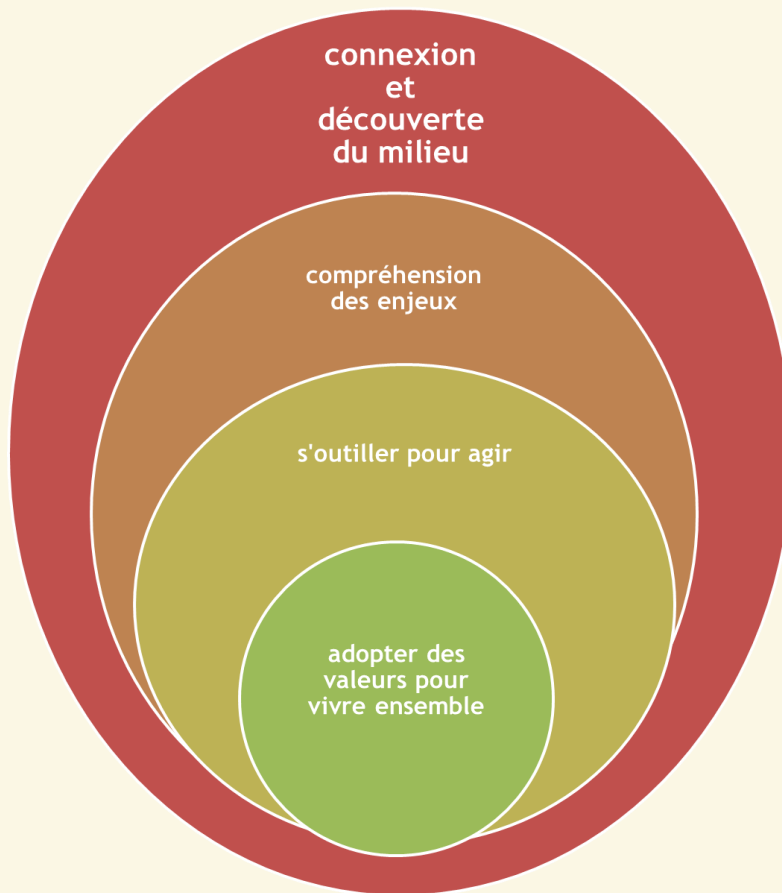 connexion
et
découverte
du milieu
compréhension
des enjeux
s'outiller pour agir
adopter des
valeurs pour
vivre ensemble